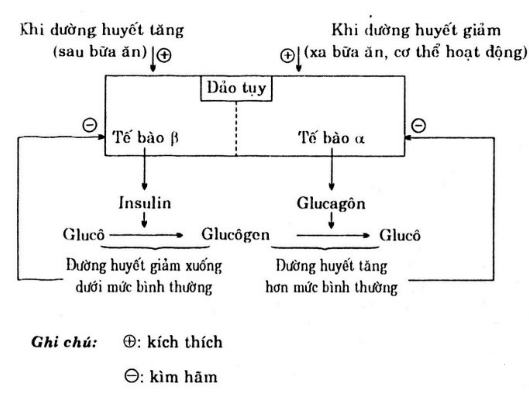 Khi đường huyết tăng
(sau bữa ăn) ⊕
Khi đường huyết giảm
⊕ (xa bữa ăn, cơ thể hoạt động)
Đảo tụy
⊖
⊖
Tế bào β
Tế bào α
Insulin
Glucagôn
Glucô
Glucôgen
Glucô
Đường huyết giảm xuống
dưới mức bình thường
Đường huyết tăng
hơn mức bình thường
Ghi chú: ⊕: kích thích
⊖: kìm hãm